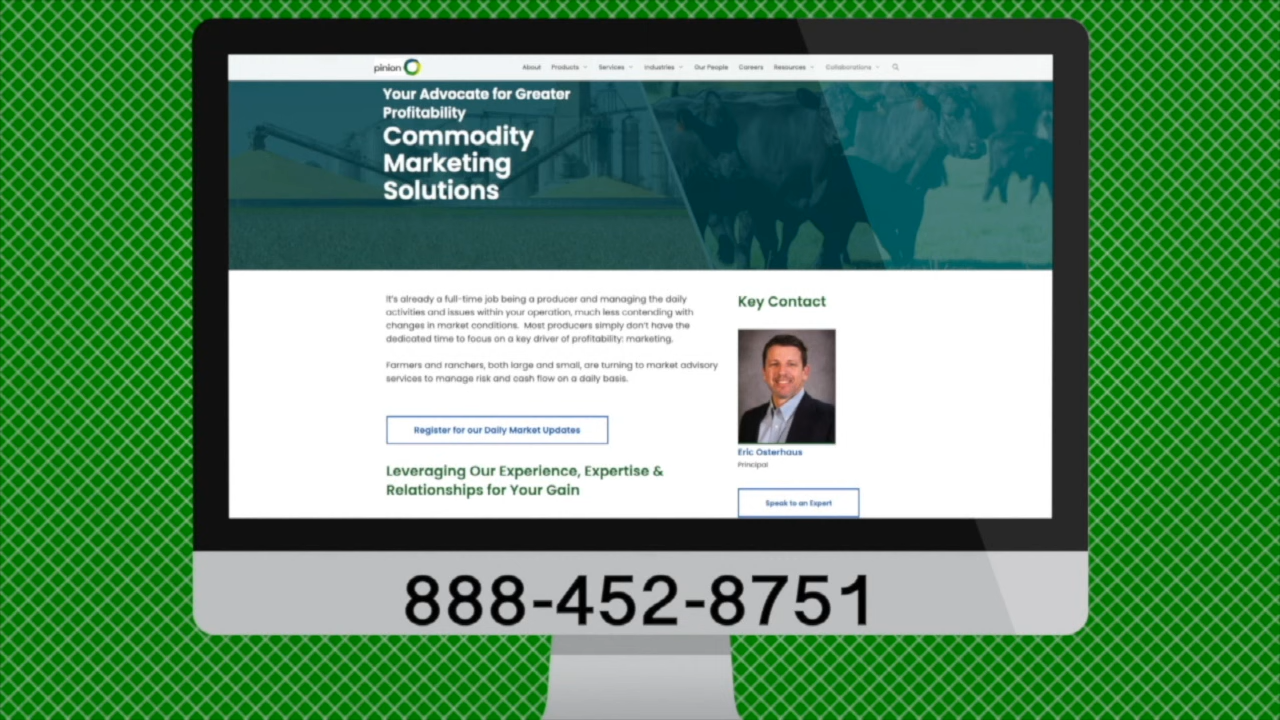 pinion
About Products Services Industries Our People Careers Resources Collaborations
Your Advocate for Greater
Profitability
Commodity
Marketing
Solutions
It's already a full-time job being a producer and managing the daily
activities and issues within your operation, much less contending with
changes in market conditions. Most producers simply don't have the
dedicated time to focus on a key driver of profitability: marketing.
Farmers and ranchers, both large and small, are turning to market advisory
services to manage risk and cash flow on a daily basis.
Register for our Daily Market Updates
Leveraging Our Experience, Expertise &
Relationships for Your Gain
Key Contact
Eric Osterhaus
Principal
Speak to an Expert
888-452-8751